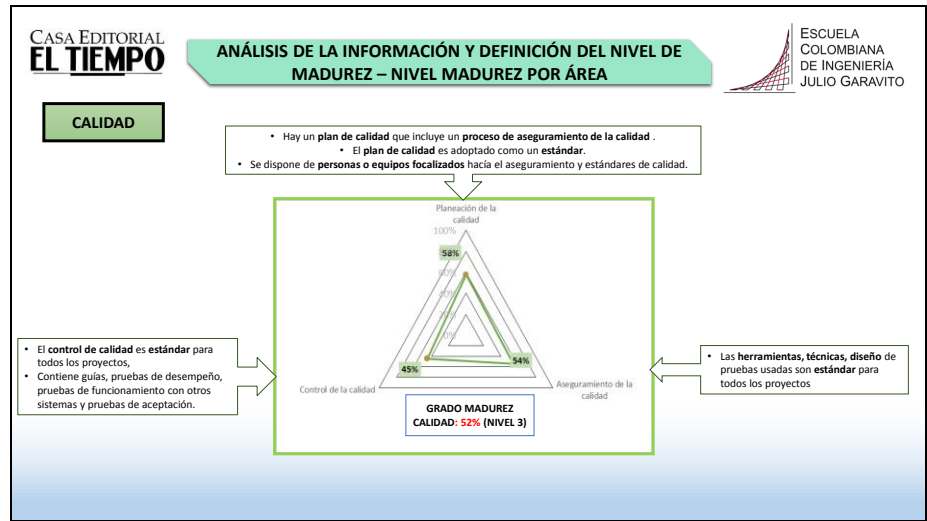 CASA EDITORIAL
EL TIEMPO
ANÁLISIS DE LA INFORMACIÓN Y DEFINICIÓN DEL NIVEL DE
MADUREZ – NIVEL MADUREZ POR ÁREA
ESCUELA
COLOMBIANA
DE INGENIERÍA
JULIO GARAVITO
CALIDAD
• Hay un plan de calidad que incluye un proceso de aseguramiento de la calidad .
• El plan de calidad es adoptado como un estándar.
• Se dispone de personas o equipos focalizados hacía el aseguramiento y estándares de calidad.
Planeación de la
calidad
100%
58%
60%
40%
20%
0%
• El control de calidad es estándar para
todos los proyectos,
• Contiene guías, pruebas de desempeño,
pruebas de funcionamiento con otros
sistemas y pruebas de aceptación.
45%
54%
Control de la calidad
Aseguramiento de la
calidad
• Las herramientas, técnicas, diseño de
pruebas usadas son estándar para
todos los proyectos
GRADO MADUREZ
CALIDAD: 52% (NIVEL 3)